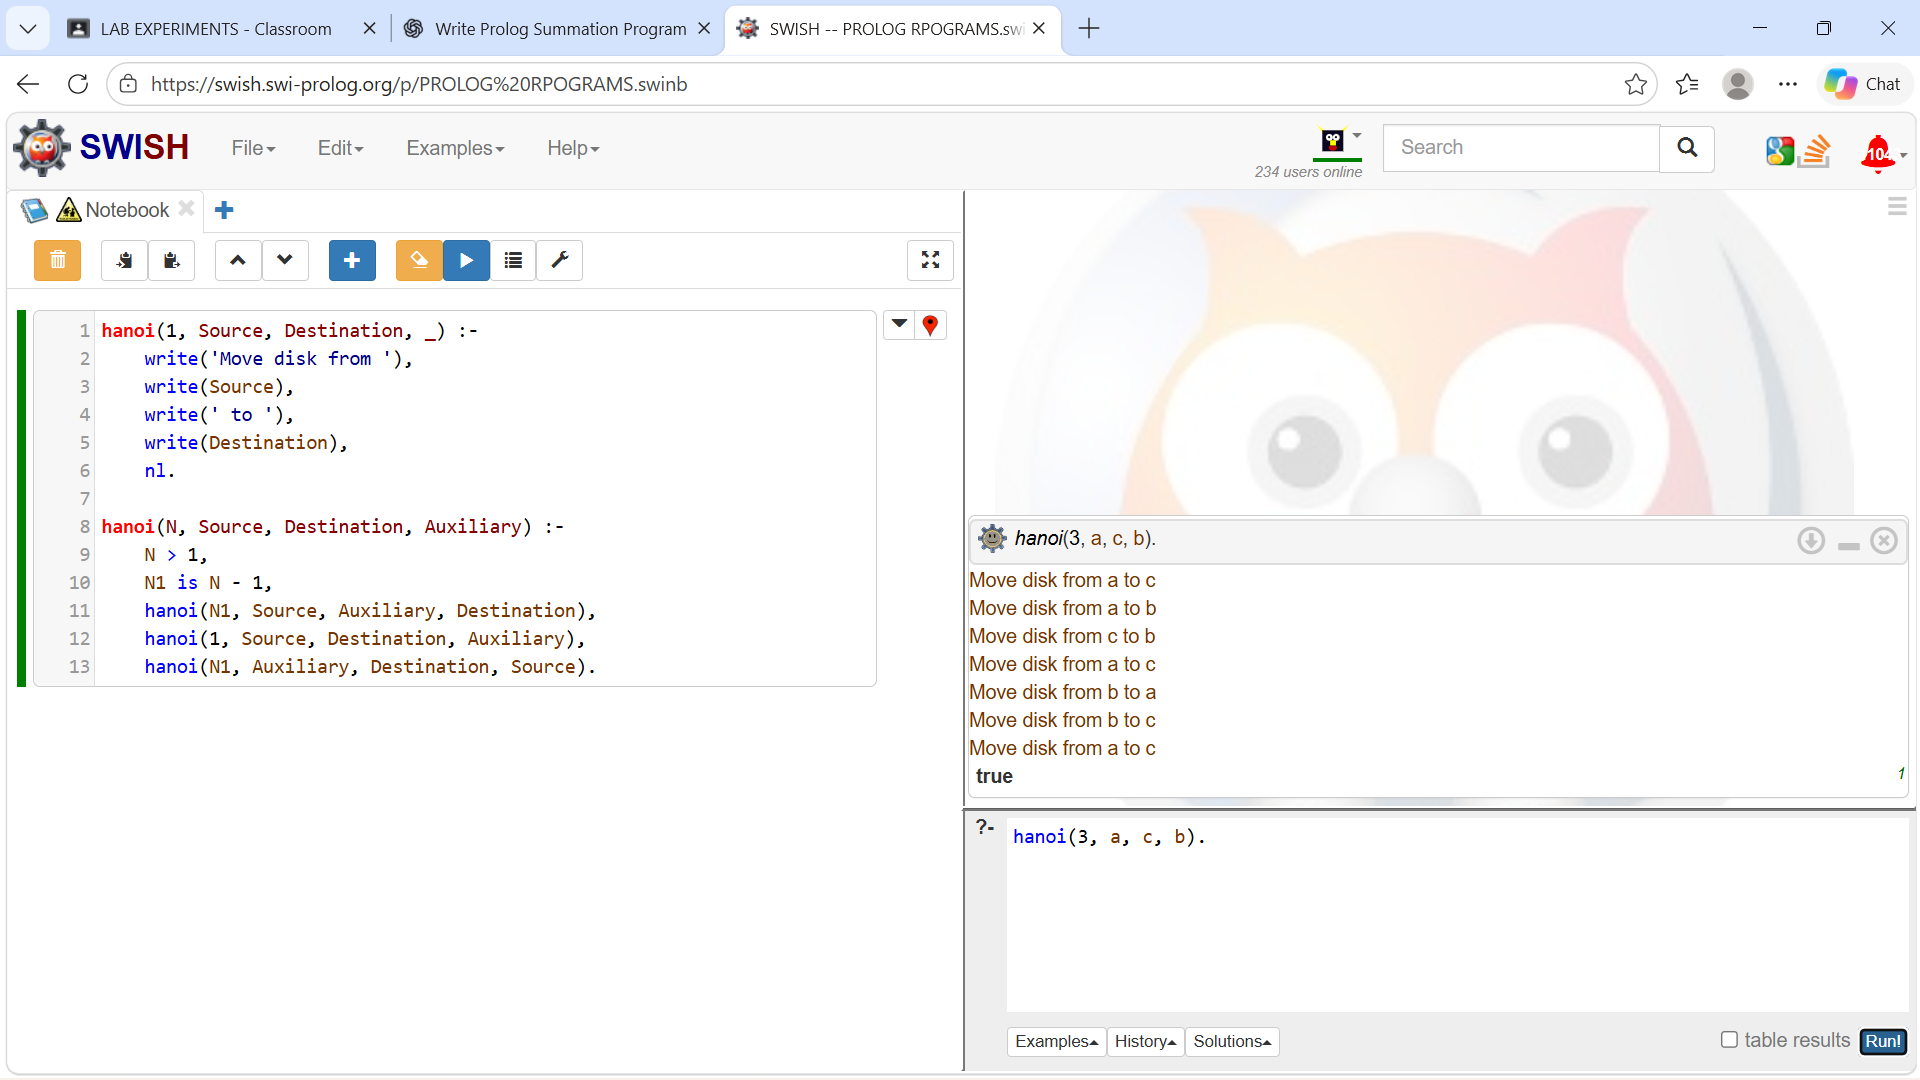 LAB EXPERIMENTS - Classroom
Write Prolog Summation Program
SWISH -- PROLOG RPOGRAMS.swi
https://swish.swi-prolog.org/p/PROLOG%20RPOGRAMS.swinb
Chat
SWISH
File
Edit
Examples
Help
234 users online
Search
104
Notebook
1 hanoi(1, Source, Destination, _) :-
2 write('Move disk from '),
3 write(Source),
4 write(' to '),
5 write(Destination),
6 nl.
7
8 hanoi(N, Source, Destination, Auxiliary) :-
9 N > 1,
10 N1 is N - 1,
11 hanoi(N1, Source, Auxiliary, Destination),
12 hanoi(1, Source, Destination, Auxiliary),
13 hanoi(N1, Auxiliary, Destination, Source).
hanoi(3, a, c, b).
Move disk from a to c
Move disk from a to b
Move disk from c to b
Move disk from a to c
Move disk from b to a
Move disk from b to c
Move disk from a to c
true
1
?- hanoi(3, a, c, b).
Examples
History
Solutions
table results
Run!